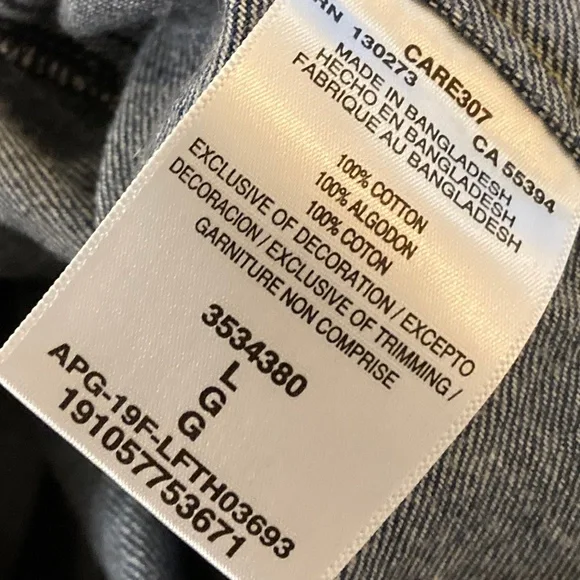 RN 130273
CARE307
CA 55394
MADE IN BANGLADESH
HECHO EN BANGLADESH
FABRIQUE AU BANGLADESH
100% COTTON
100% ALGODON
100% COTON
EXCLUSIVE OF DECORATION / EXCEPTO
DECORACION / EXCLUSIVE OF TRIMMING /
GARNITURE NON COMPRISE
3534380
L
G
G
APG-19F-LFTH03693
191057753671